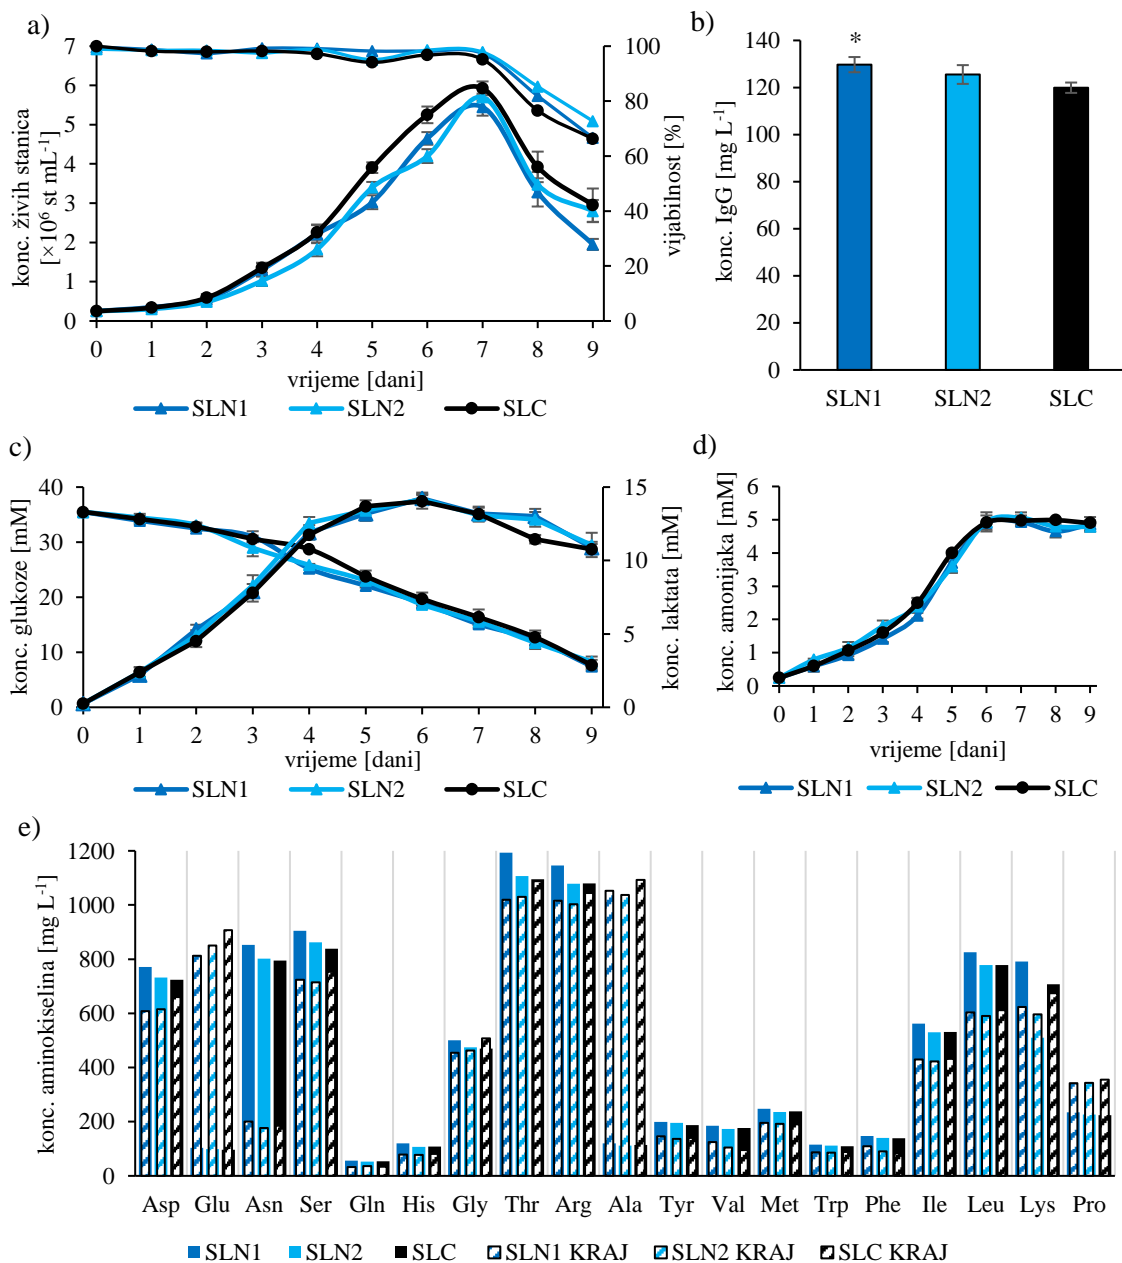 a)
konc. živih stanica
[×10⁶ st mL⁻¹]
7
6
5
4
3
2
1
0
100
80
60
40
20
0
vijabilnost [%]
0 1 2 3 4 5 6 7 8 9
vrijeme [dani]
SLN1 SLN2 SLC
b)
konc. IgG [mg L⁻¹]
140
120
100
80
60
40
20
0
*
SLN1 SLN2 SLC
c)
konc. glukoze [mM]
40
30
20
10
0
15
10
5
0
konc. laktata [mM]
0 1 2 3 4 5 6 7 8 9
vrijeme [dani]
SLN1 SLN2 SLC
d)
konc. amonijaka [mM]
6
5
4
3
2
1
0
0 1 2 3 4 5 6 7 8 9
vrijeme [dani]
SLN1 SLN2 SLC
e)
konc. aminokiselina [mg L⁻¹]
1200
1000
800
600
400
200
0
Asp Glu Asn Ser Gln His Gly Thr Arg Ala Tyr Val Met Trp Phe Ile Leu Lys Pro
SLN1 SLN2 SLC SLN1 KRAJ SLN2 KRAJ SLC KRAJ